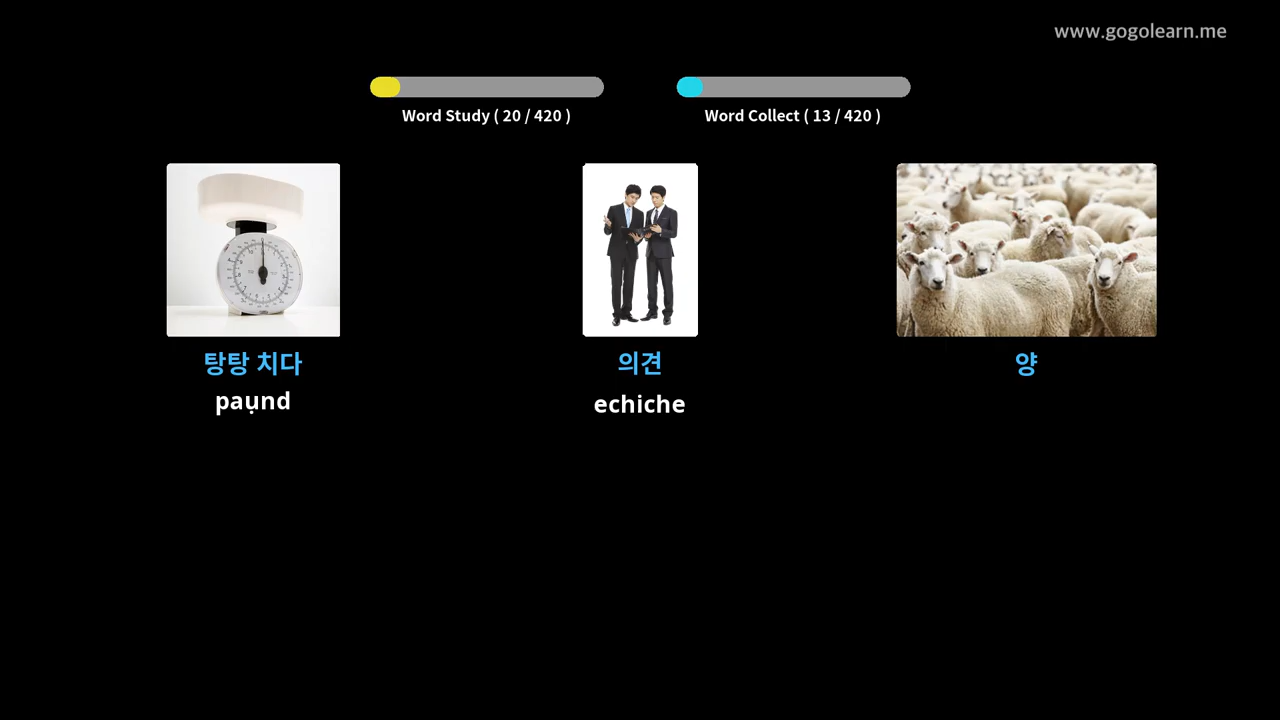 www.gogolearn.me
Word Study ( 20 / 420 )
Word Collect ( 13 / 420 )
탕탕 치다
의견
양
paụnd
echiche